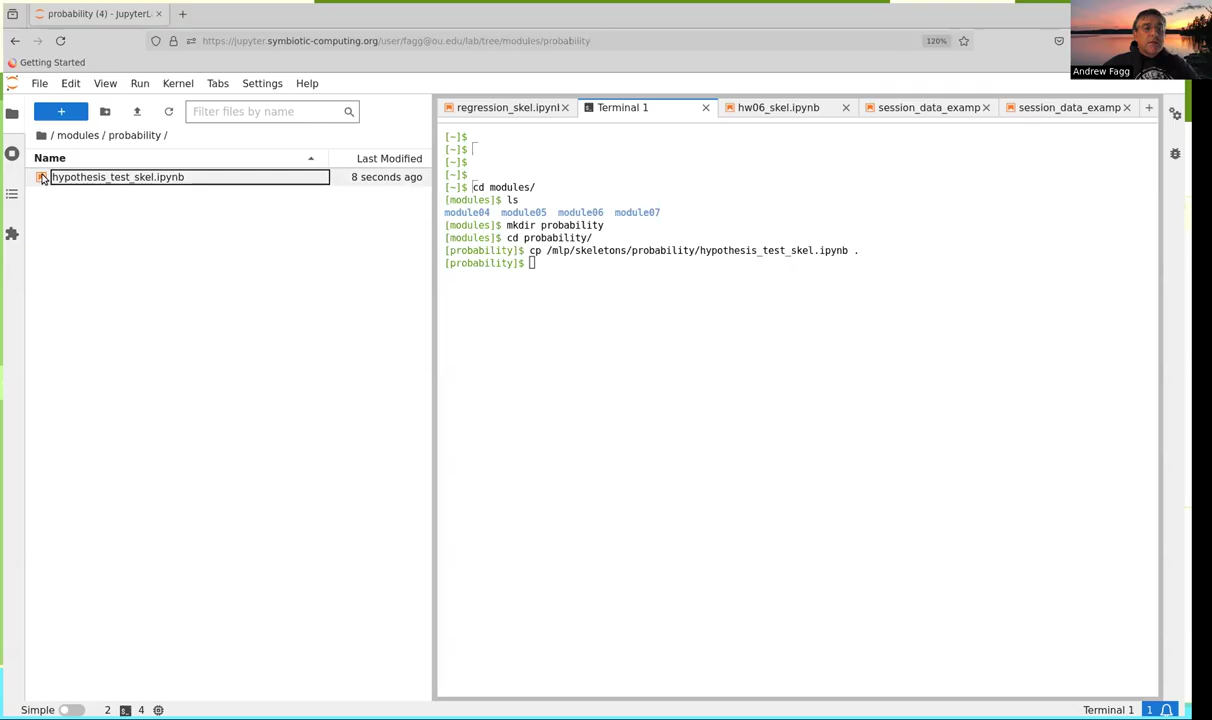 probability (4) - JupyterL
https://jupyter.symbiotic-computing.org/user/fagg@ou.edu/lab/tree/modules/probability
120%
Getting Started
Andrew Fagg
File Edit View Run Kernel Tabs Settings Help
+
Filter files by name
/ modules / probability /
Name Last Modified
hypothesis_test_skel.ipynb 8 seconds ago
regression_skel.ipynl Terminal 1 hw06_skel.ipynb session_data_examp session_data_examp +
[~]$
[~]$
[~]$
[~]$
[~]$ cd modules/
[modules]$ ls
module04 module05 module06 module07
[modules]$ mkdir probability
[modules]$ cd probability/
[probability]$ cp /mlp/skeletons/probability/hypothesis_test_skel.ipynb .
[probability]$
Simple 2 4 Terminal 1 1